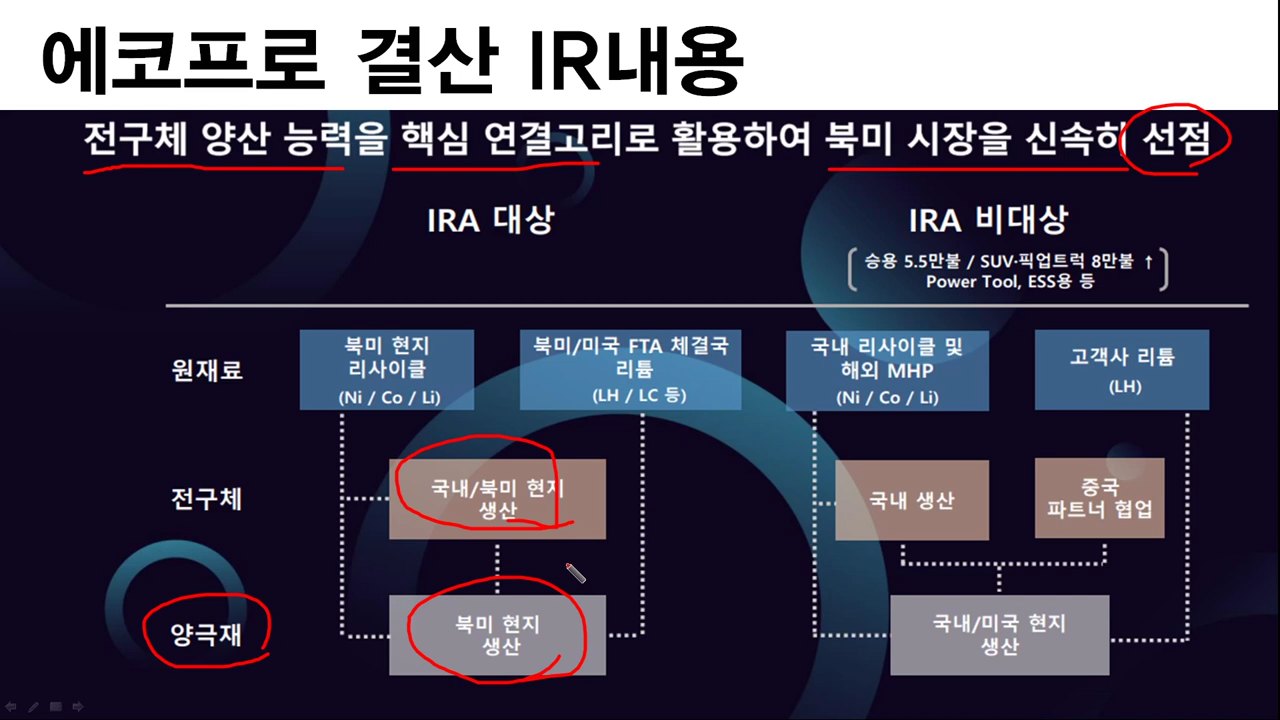 에코프로 결산 IR내용
전구체 양산 능력을 핵심 연결고리로 활용하여 북미 시장을 신속히 선점
IRA 대상
IRA 비대상
승용 5.5만불 / SUV·픽업트럭 8만불 ↑
Power Tool, ESS용 등
원재료
북미 현지
리사이클
(Ni / Co / Li)
북미/미국 FTA 체결국
리튬
(LH / LC 등)
국내 리사이클 및
해외 MHP
(Ni / Co / Li)
고객사 리튬
(LH)
전구체
국내/북미 현지
생산
국내 생산
중국
파트너 협업
양극재
북미 현지
생산
국내/미국 현지
생산